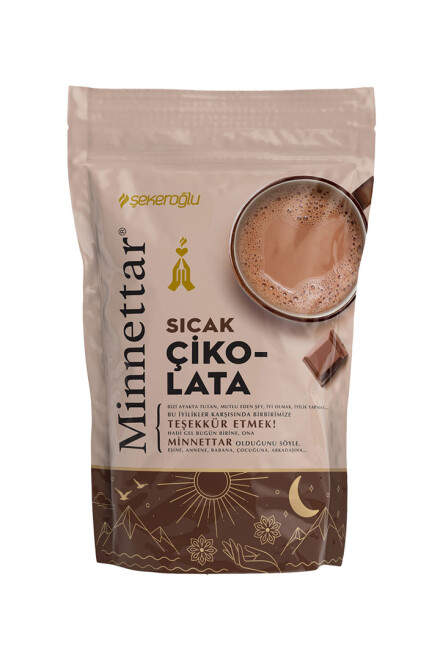 şekeroğlu
Minnettar®
SICAK
ÇİKO-
LATA
BİZİ AYAKTA TUTAN, MUTLU EDEN ŞEY, İYİ OLMAK, İYİLİK YAPMAK...
BU İYİLİKLER KARŞISINDA BİRBİRİMİZE
TEŞEKKÜR ETMEK!
HADİ GEL BUGÜN BİRİNE, ONA
MİNNETTAR OLDUĞUNU SÖYLE.
EŞİNE, ANNENE, BABANA, ÇOCUĞUNA, ARKADAŞINA...